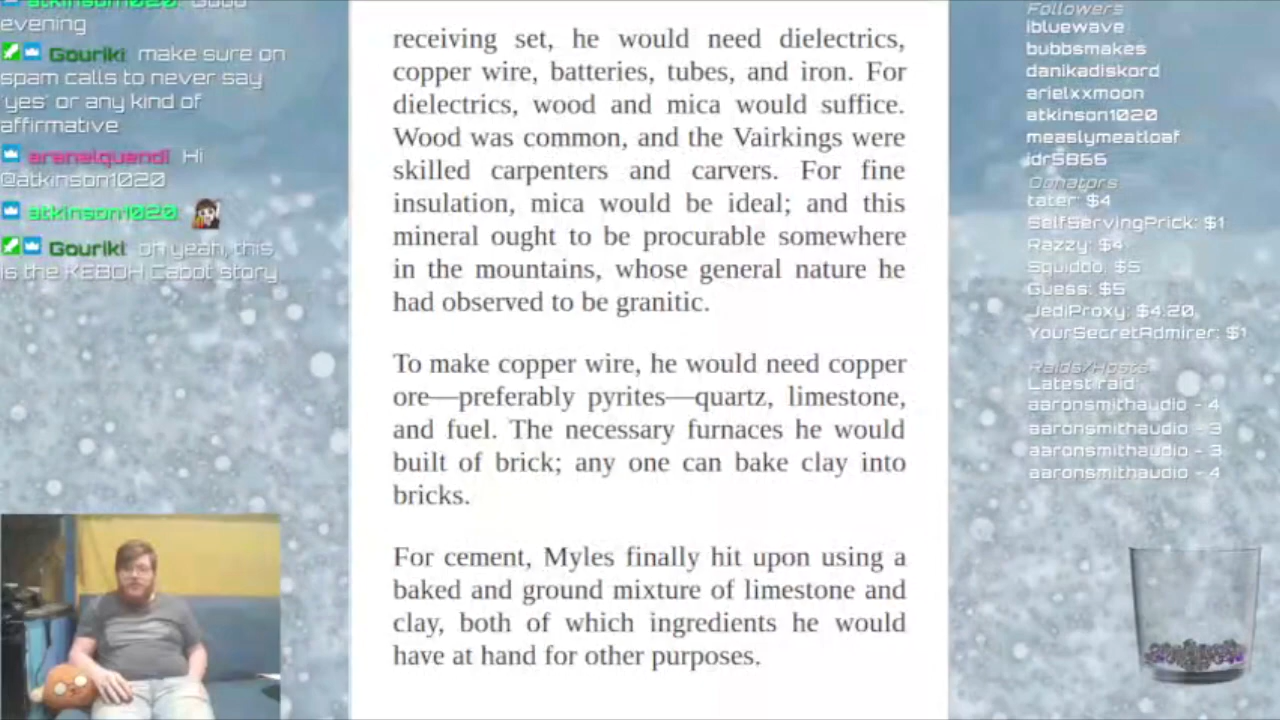 atkinson1020: Good
evening
Gouriki: make sure on
spam calls to never say
'yes' or any kind of
affirmative
aranelquendi: Hi
@atkinson1020
atkinson1020:
Gouriki: oh yeah, this
is the KEBOH Cabot story
receiving set, he would need dielectrics,
copper wire, batteries, tubes, and iron. For
dielectrics, wood and mica would suffice.
Wood was common, and the Vairkings were
skilled carpenters and carvers. For fine
insulation, mica would be ideal; and this
mineral ought to be procurable somewhere
in the mountains, whose general nature he
had observed to be granitic.
To make copper wire, he would need copper
ore—preferably pyrites—quartz, limestone,
and fuel. The necessary furnaces he would
built of brick; any one can bake clay into
bricks.
For cement, Myles finally hit upon using a
baked and ground mixture of limestone and
clay, both of which ingredients he would
have at hand for other purposes.
Followers
ibluewave
bubbsmakes
danikadiskord
arielxxmoon
atkinson1020
measlymeatloaf
idr5866
Donators
tater: $4
SelfServingPrick: $1
Razzy: $4
Squidoo: $5
Guess: $5
JediProxy: $4.20
YourSecretAdmirer: $1
Raids/Hosts
Latest raid
aaronsmithaudio - 4
aaronsmithaudio - 3
aaronsmithaudio - 3
aaronsmithaudio - 4